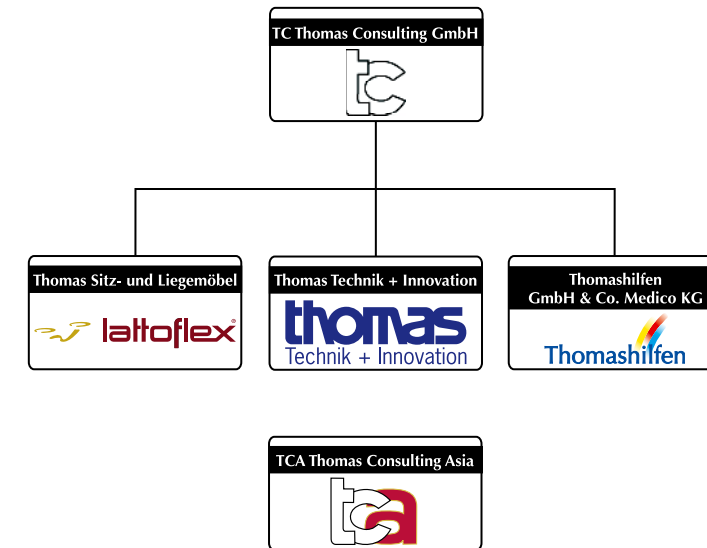 TC Thomas Consulting GmbH
tc
Thomas Sitz- und Liegemöbel
lattoflex®
Thomas Technik + Innovation
thomas
Technik + Innovation
Thomashilfen
GmbH & Co. Medico KG
Thomashilfen
TCA Thomas Consulting Asia
tca